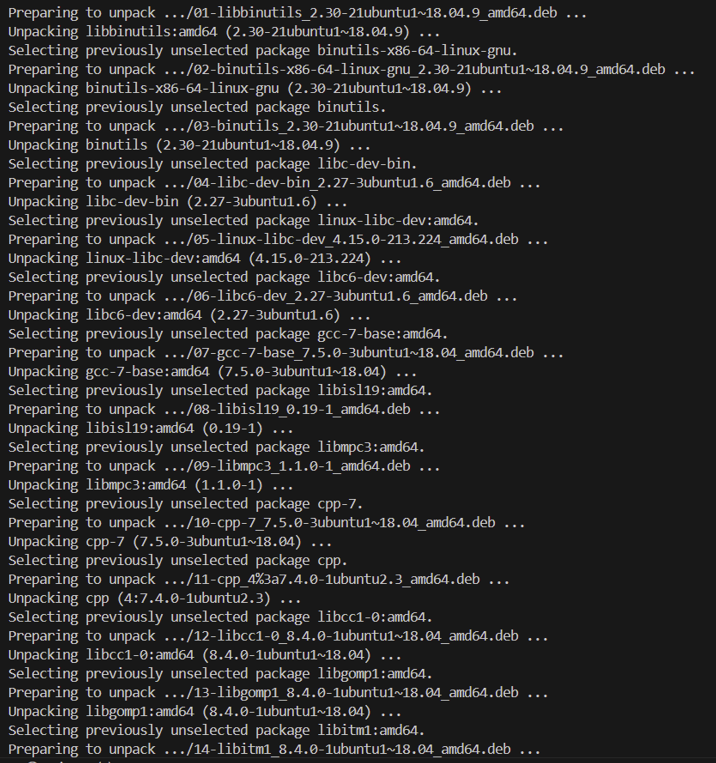 Preparing to unpack .../01-libbinutils_2.30-21ubuntu1~18.04.9_amd64.deb ...
Unpacking libbinutils:amd64 (2.30-21ubuntu1~18.04.9) ...
Selecting previously unselected package binutils-x86-64-linux-gnu.
Preparing to unpack .../02-binutils-x86-64-linux-gnu_2.30-21ubuntu1~18.04.9_amd64.deb ...
Unpacking binutils-x86-64-linux-gnu (2.30-21ubuntu1~18.04.9) ...
Selecting previously unselected package binutils.
Preparing to unpack .../03-binutils_2.30-21ubuntu1~18.04.9_amd64.deb ...
Unpacking binutils (2.30-21ubuntu1~18.04.9) ...
Selecting previously unselected package libc-dev-bin.
Preparing to unpack .../04-libc-dev-bin_2.27-3ubuntu1.6_amd64.deb ...
Unpacking libc-dev-bin (2.27-3ubuntu1.6) ...
Selecting previously unselected package linux-libc-dev:amd64.
Preparing to unpack .../05-linux-libc-dev_4.15.0-213.224_amd64.deb ...
Unpacking linux-libc-dev:amd64 (4.15.0-213.224) ...
Selecting previously unselected package libc6-dev:amd64.
Preparing to unpack .../06-libc6-dev_2.27-3ubuntu1.6_amd64.deb ...
Unpacking libc6-dev:amd64 (2.27-3ubuntu1.6) ...
Selecting previously unselected package gcc-7-base:amd64.
Preparing to unpack .../07-gcc-7-base_7.5.0-3ubuntu1~18.04_amd64.deb ...
Unpacking gcc-7-base:amd64 (7.5.0-3ubuntu1~18.04) ...
Selecting previously unselected package libisl19:amd64.
Preparing to unpack .../08-libisl19_0.19-1_amd64.deb ...
Unpacking libisl19:amd64 (0.19-1) ...
Selecting previously unselected package libmpc3:amd64.
Preparing to unpack .../09-libmpc3_1.1.0-1_amd64.deb ...
Unpacking libmpc3:amd64 (1.1.0-1) ...
Selecting previously unselected package cpp-7.
Preparing to unpack .../10-cpp-7_7.5.0-3ubuntu1~18.04_amd64.deb ...
Unpacking cpp-7 (7.5.0-3ubuntu1~18.04) ...
Selecting previously unselected package cpp.
Preparing to unpack .../11-cpp_4%3a7.4.0-1ubuntu2.3_amd64.deb ...
Unpacking cpp (4:7.4.0-1ubuntu2.3) ...
Selecting previously unselected package libcc1-0:amd64.
Preparing to unpack .../12-libcc1-0_8.4.0-1ubuntu1~18.04_amd64.deb ...
Unpacking libcc1-0:amd64 (8.4.0-1ubuntu1~18.04) ...
Selecting previously unselected package libgomp1:amd64.
Preparing to unpack .../13-libgomp1_8.4.0-1ubuntu1~18.04_amd64.deb ...
Unpacking libgomp1:amd64 (8.4.0-1ubuntu1~18.04) ...
Selecting previously unselected package libitm1:amd64.
Preparing to unpack .../14-libitm1_8.4.0-1ubuntu1~18.04_amd64.deb ...